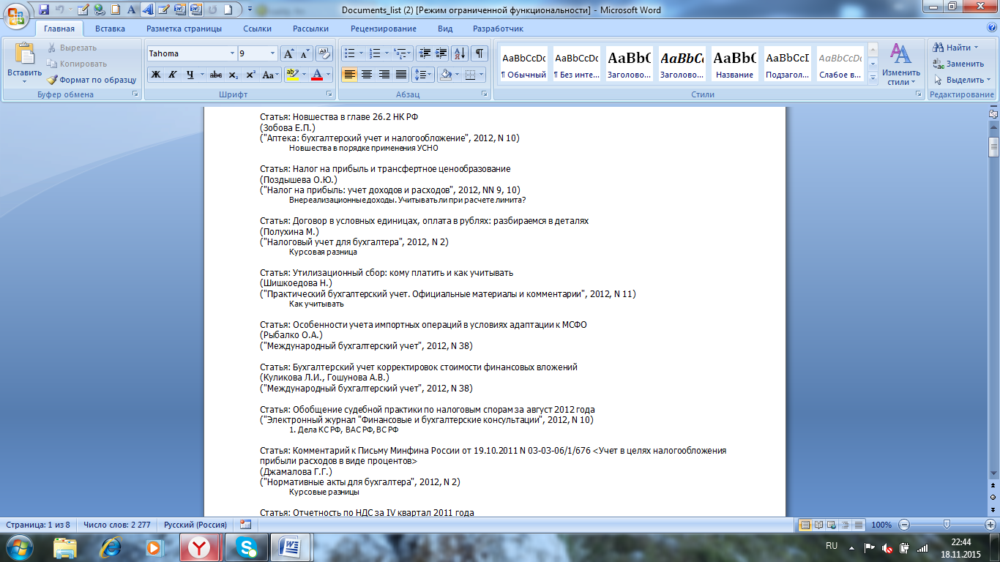 Documents_list (2) [Режим ограниченной функциональности] - Microsoft Word
Главная Вставка Разметка страницы Ссылки Рассылки Рецензирование Вид Разработчик
Вставить
Вырезать
Копировать
Формат по образцу
Буфер обмена
Tahoma 9
Ж К Ч abc x₂ x² Aa
Шрифт
Абзац
AaBbCcDc AaBbCcDc AaBbC AaBbCc AaBbC AaBbCcI AaBbCcDc
¶ Обычный ¶ Без инте... Заголово... Заголово... Название Подзагол... Слабое в...
Изменить стили
Стили
Найти
Заменить
Выделить
Редактирование
Статья: Новшества в главе 26.2 НК РФ
(Зобова Е.П.)
("Аптека: бухгалтерский учет и налогообложение", 2012, N 10)
Новшества в порядке применения УСНО
Статья: Налог на прибыль и трансфертное ценообразование
(Поздышева О.Ю.)
("Налог на прибыль: учет доходов и расходов", 2012, NN 9, 10)
Внереализационные доходы. Учитывать ли при расчете лимита?
Статья: Договор в условных единицах, оплата в рублях: разбираемся в деталях
(Полухина М.)
("Налоговый учет для бухгалтера", 2012, N 2)
Курсовая разница
Статья: Утилизационный сбор: кому платить и как учитывать
(Шишкоедова Н.)
("Практический бухгалтерский учет. Официальные материалы и комментарии", 2012, N 11)
Как учитывать
Статья: Особенности учета импортных операций в условиях адаптации к МСФО
(Рыбалко О.А.)
("Международный бухгалтерский учет", 2012, N 38)
Статья: Бухгалтерский учет корректировок стоимости финансовых вложений
(Куликова Л.И., Гошунова А.В.)
("Международный бухгалтерский учет", 2012, N 38)
Статья: Обобщение судебной практики по налоговым спорам за август 2012 года
("Электронный журнал "Финансовые и бухгалтерские консультации", 2012, N 10)
1. Дела КС РФ, ВАС РФ, ВС РФ
Статья: Комментарий к Письму Минфина России от 19.10.2011 N 03-03-06/1/676 <Учет в целях налогообложения
прибыли расходов в виде процентов>
(Джамалова Г.Г.)
("Нормативные акты для бухгалтера", 2012, N 2)
Курсовые разницы
Статья: Отчетность по НДС за IV квартал 2011 года
Страница: 1 из 8 Число слов: 2 277 Русский (Россия) 100%
RU 22:44
18.11.2015